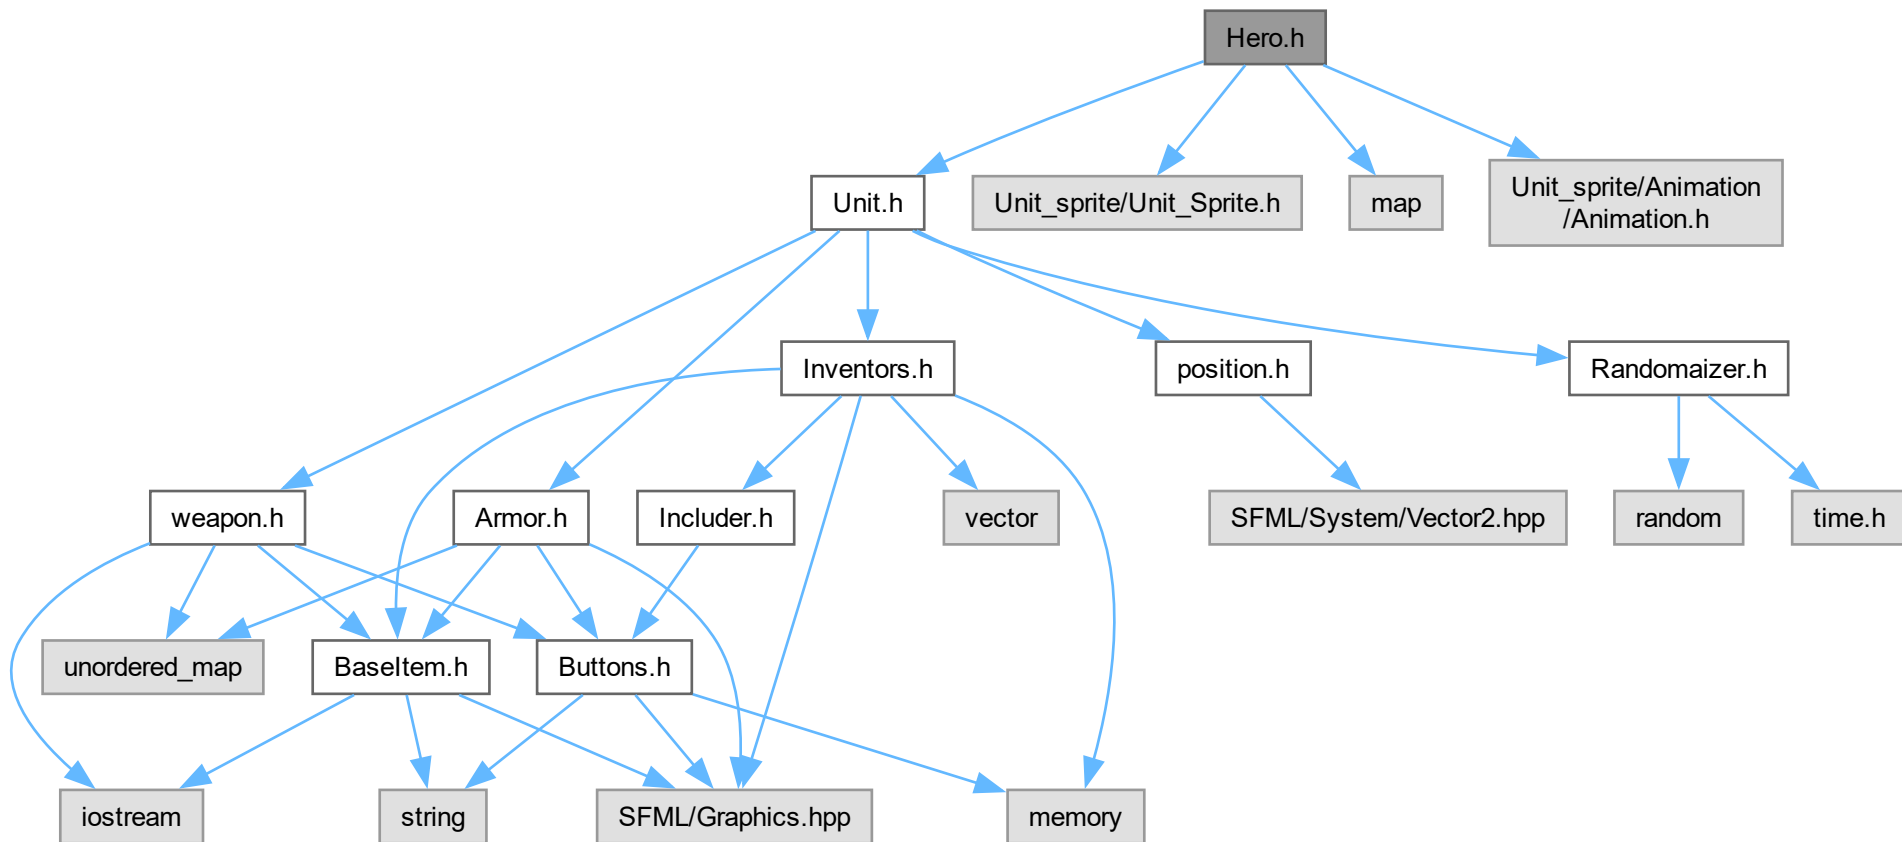 Hero.h
Unit.h
Unit_sprite/Unit_Sprite.h
map
Unit_sprite/Animation
/Animation.h
Inventors.h
position.h
Randomaizer.h
weapon.h
Armor.h
Includer.h
vector
SFML/System/Vector2.hpp
random
time.h
unordered_map
BaseItem.h
Buttons.h
iostream
string
SFML/Graphics.hpp
memory